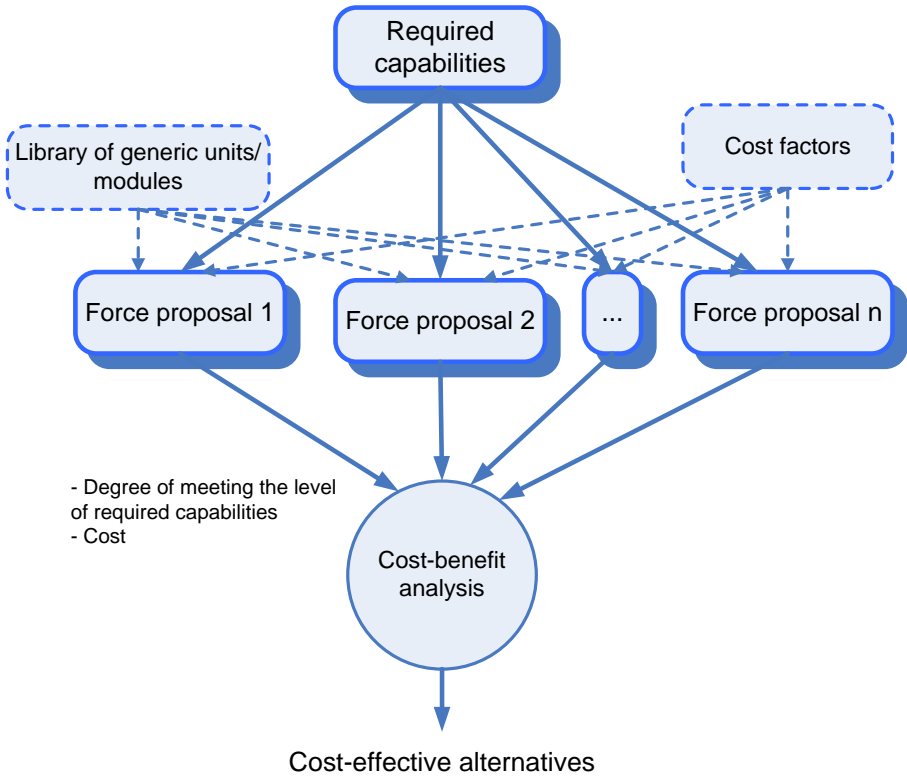 Required
capabilities
Library of generic units/
modules
Cost factors
Force proposal 1
Force proposal 2
...
Force proposal n
- Degree of meeting the level
of required capabilities
- Cost
Cost-benefit
analysis
Cost-effective alternatives